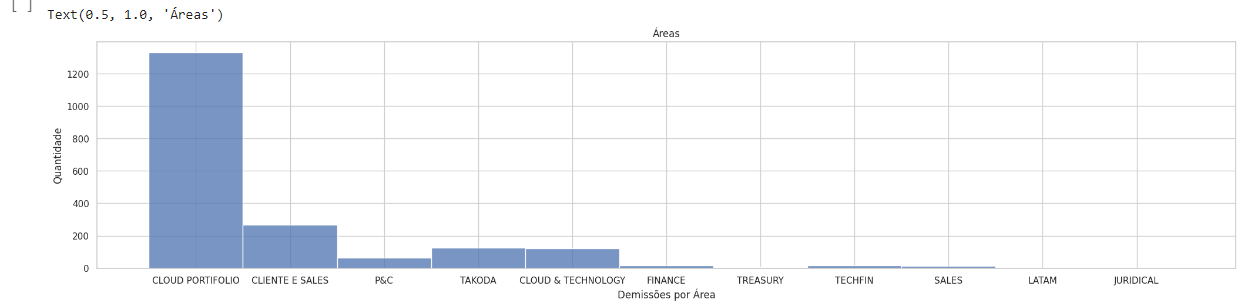 [ ]
Text(0.5, 1.0, 'Áreas')
Áreas
Quantidade
1200
1000
800
600
400
200
0
CLOUD PORTIFOLIO CLIENTE E SALES P&C TAKODA CLOUD & TECHNOLOGY FINANCE TREASURY TECHFIN SALES LATAM JURIDICAL
Demissões por Área